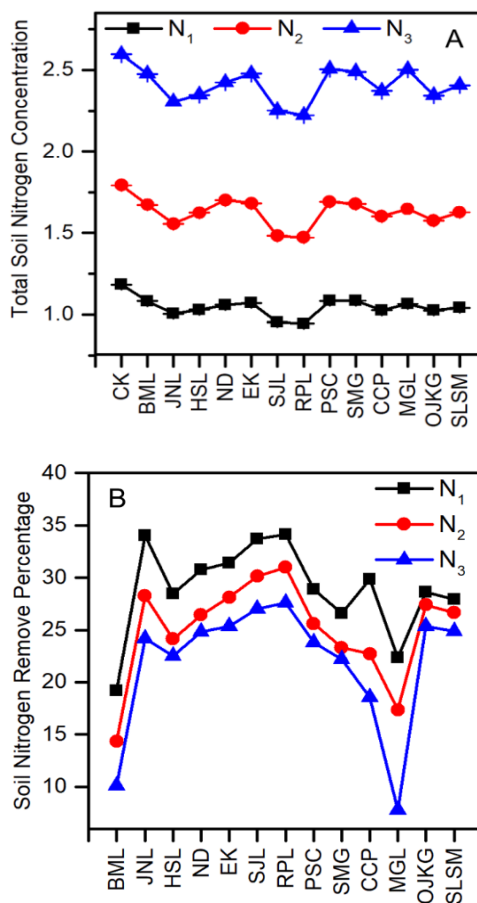 N1 N2 N3 A
Total Soil Nitrogen Concentration
2.5
2.0
1.5
1.0
CK BML JNL HSL ND EK SJL RPL PSC SMG CCP MGL OJKG SLSM
B
N1
N2
N3
Soil Nitrogen Remove Percentage
40
35
30
25
20
15
10
BML JNL HSL ND EK SJL RPL PSC SMG CCP MGL OJKG SLSM